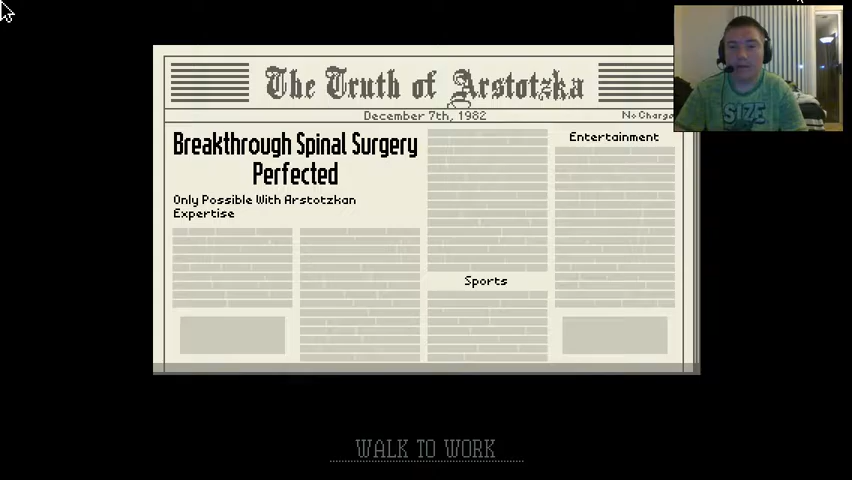 The Truth of Arstotzka
December 7th, 1982
No Charge
Breakthrough Spinal Surgery
Perfected
Only Possible With Arstotzkan
Expertise
Sports
Entertainment
SIZE
WALK TO WORK